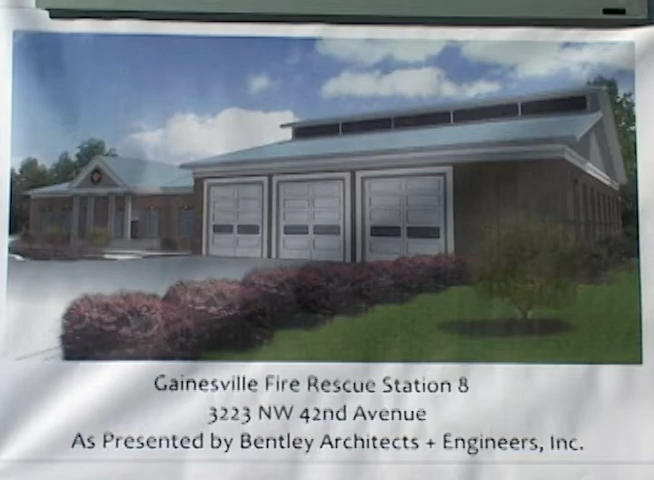 Gainesville Fire Rescue Station 8
3223 NW 42nd Avenue
As Presented by Bentley Architects + Engineers, Inc.